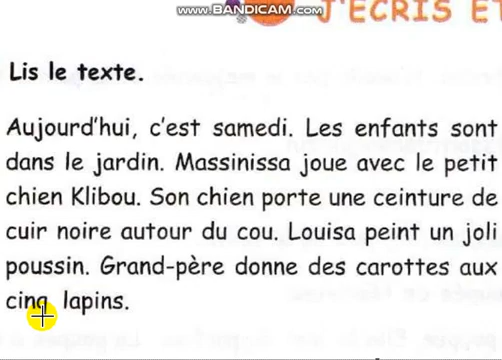 www.BANDICAM.com
J'ÉCRIS ET
Lis le texte.
Aujourd'hui, c'est samedi. Les enfants sont
dans le jardin. Massinissa joue avec le petit
chien Klibou. Son chien porte une ceinture de
cuir noire autour du cou. Louisa peint un joli
poussin. Grand-père donne des carottes aux
cinq lapins.